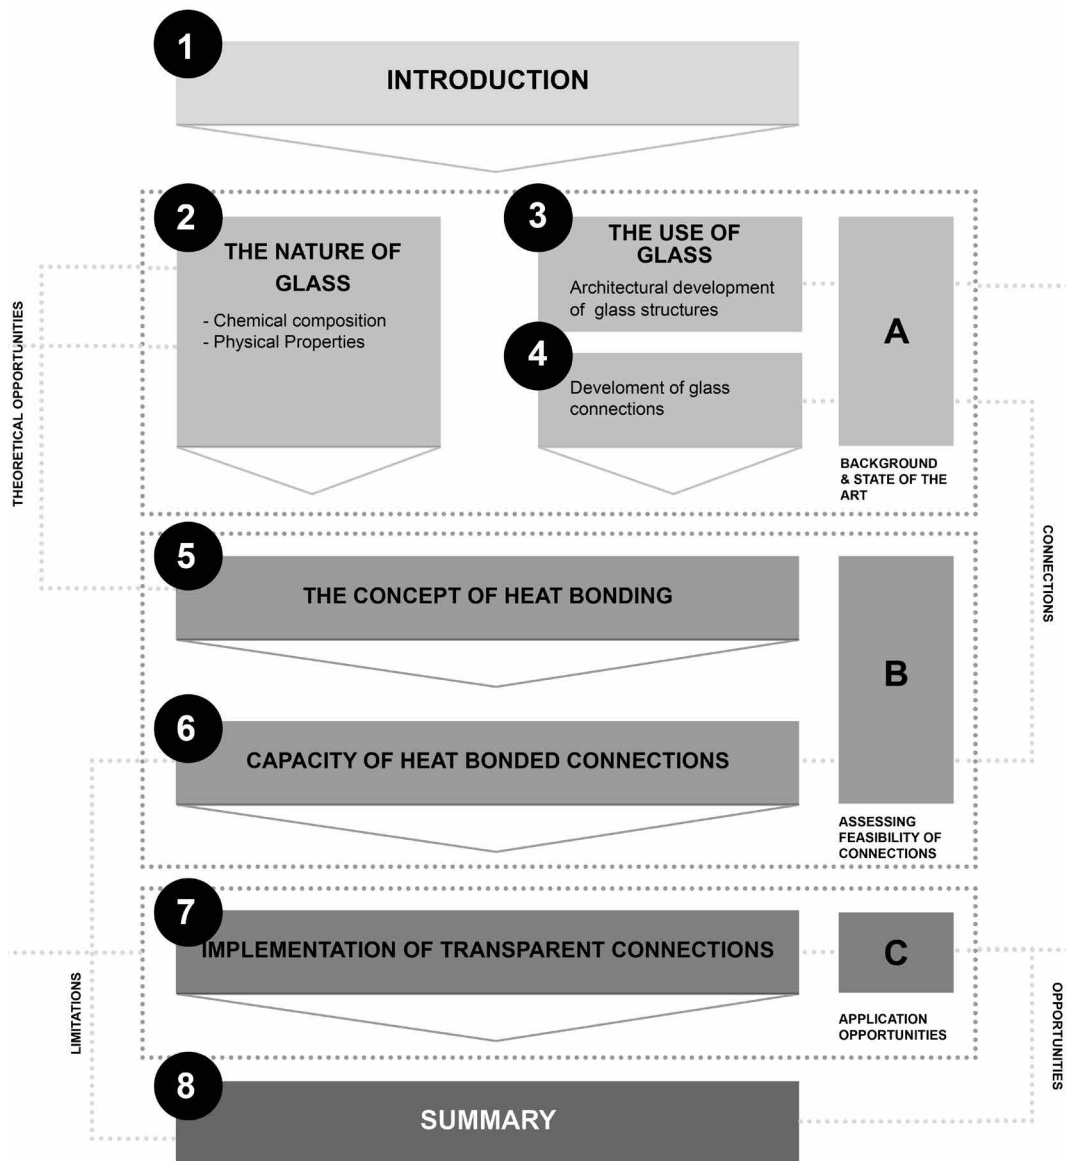 1
INTRODUCTION
2
THE NATURE OF
GLASS
- Chemical composition
- Physical Properties
3
THE USE OF
GLASS
Architectural development
of glass structures
4
Develoment of glass
connections
A
BACKGROUND
& STATE OF THE
ART
THEORETICAL OPPORTUNITIES
5
THE CONCEPT OF HEAT BONDING
B
CONNECTIONS
6
CAPACITY OF HEAT BONDED CONNECTIONS
ASSESSING
FEASIBILITY OF
CONNECTIONS
7
IMPLEMENTATION OF TRANSPARENT CONNECTIONS
C
APPLICATION
OPPORTUNITIES
LIMITATIONS
OPPORTUNITIES
8
SUMMARY